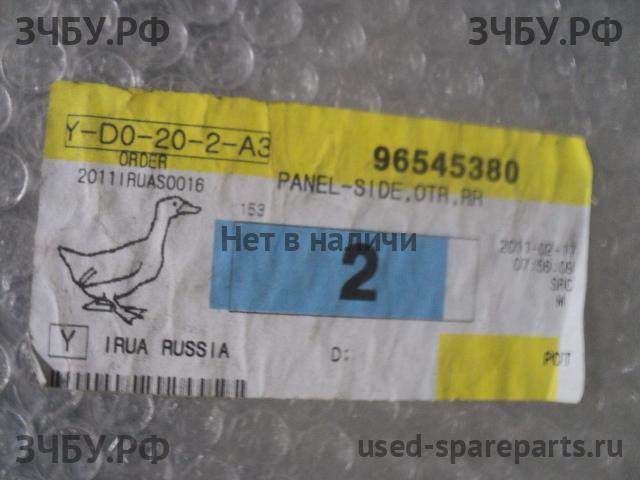 ЗЧБУ.РФ ЗЧБУ.РФ
Y-D0-20-2-A3
96545380
ORDER
2011IRUAS0016
PANEL-SIDE,OTR,RR
153
Нет в наличи
2011-02-17
2
07:56:09
Y
IRUA RUSSIA
D:
ЗЧБУ.РФ
used-spareparts.ru